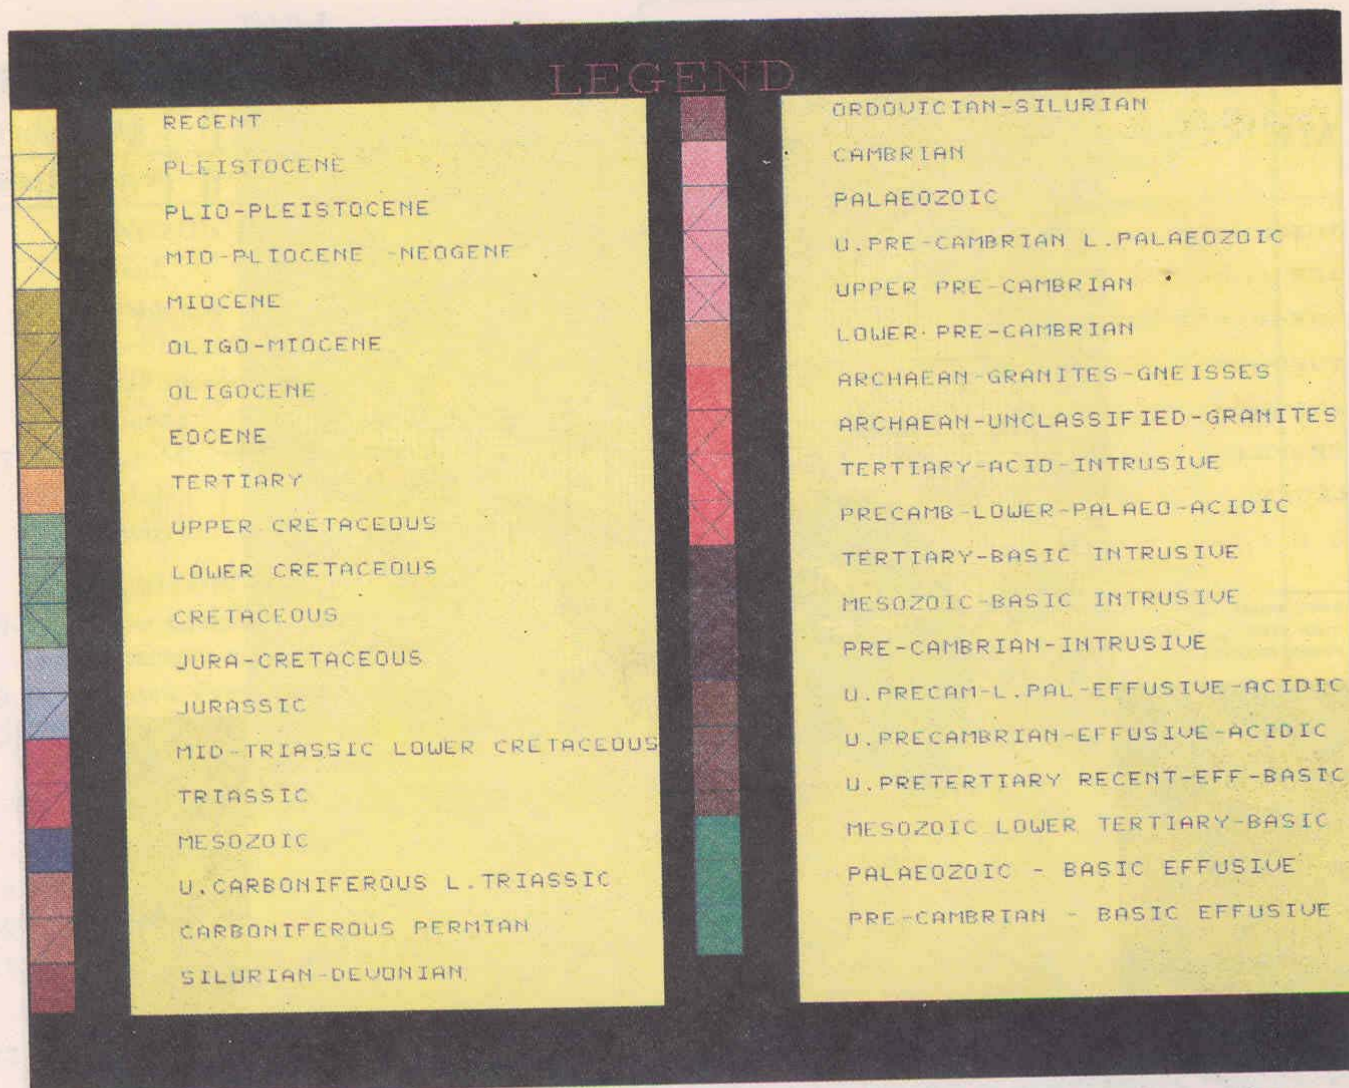 LEGEND
RECENT
PLEISTOCENE
PLIO-PLEISTOCENE
MIO-PLIOCENE -NEOGENE
MIOCENE
OLIGO-MIOCENE
OLIGOCENE
EOCENE
TERTIARY
UPPER CRETACEOUS
LOWER CRETACEOUS
CRETACEOUS
JURA-CRETACEOUS
JURASSIC
MID-TRIASSIC LOWER CRETACEOUS
TRIASSIC
MESOZOIC
U.CARBONIFEROUS L.TRIASSIC
CARBONIFEROUS PERMIAN
SILURIAN-DEVONIAN
ORDOVICIAN-SILURIAN
CAMBRIAN
PALAEOZOIC
U.PRE-CAMBRIAN L.PALAEOZOIC
UPPER PRE-CAMBRIAN
LOWER PRE-CAMBRIAN
ARCHAEAN-GRANITES-GNEISSES
ARCHAEAN-UNCLASSIFIED-GRANITES
TERTIARY-ACID-INTRUSIVE
PRECAMB-LOWER-PALAEO-ACIDIC
TERTIARY-BASIC INTRUSIVE
MESOZOIC-BASIC INTRUSIVE
PRE-CAMBRIAN-INTRUSIVE
U.PRECAM-L.PAL-EFFUSIVE-ACIDIC
U.PRECAMBRIAN-EFFUSIVE-ACIDIC
U.PRETERTIARY RECENT-EFF-BASIC
MESOZOIC LOWER TERTIARY-BASIC
PALAEOZOIC - BASIC EFFUSIVE
PRE-CAMBRIAN - BASIC EFFUSIVE